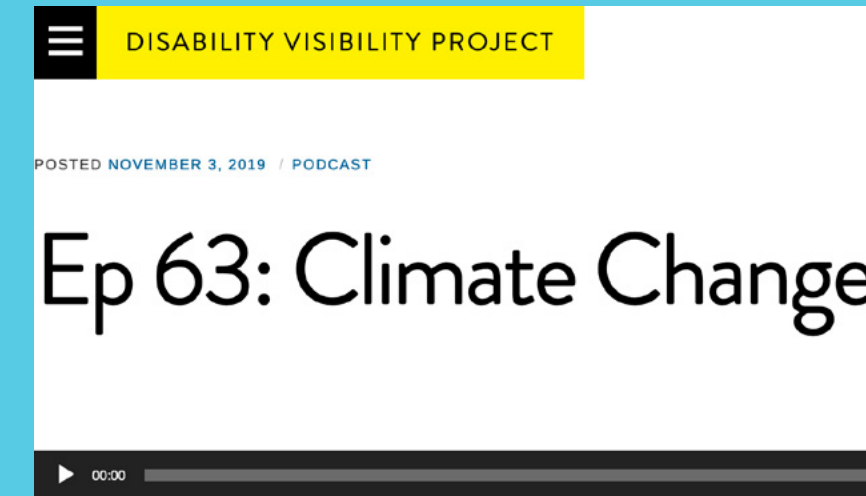 DISABILITY VISIBILITY PROJECT
POSTED NOVEMBER 3, 2019 / PODCAST
Ep 63: Climate Change
00:00